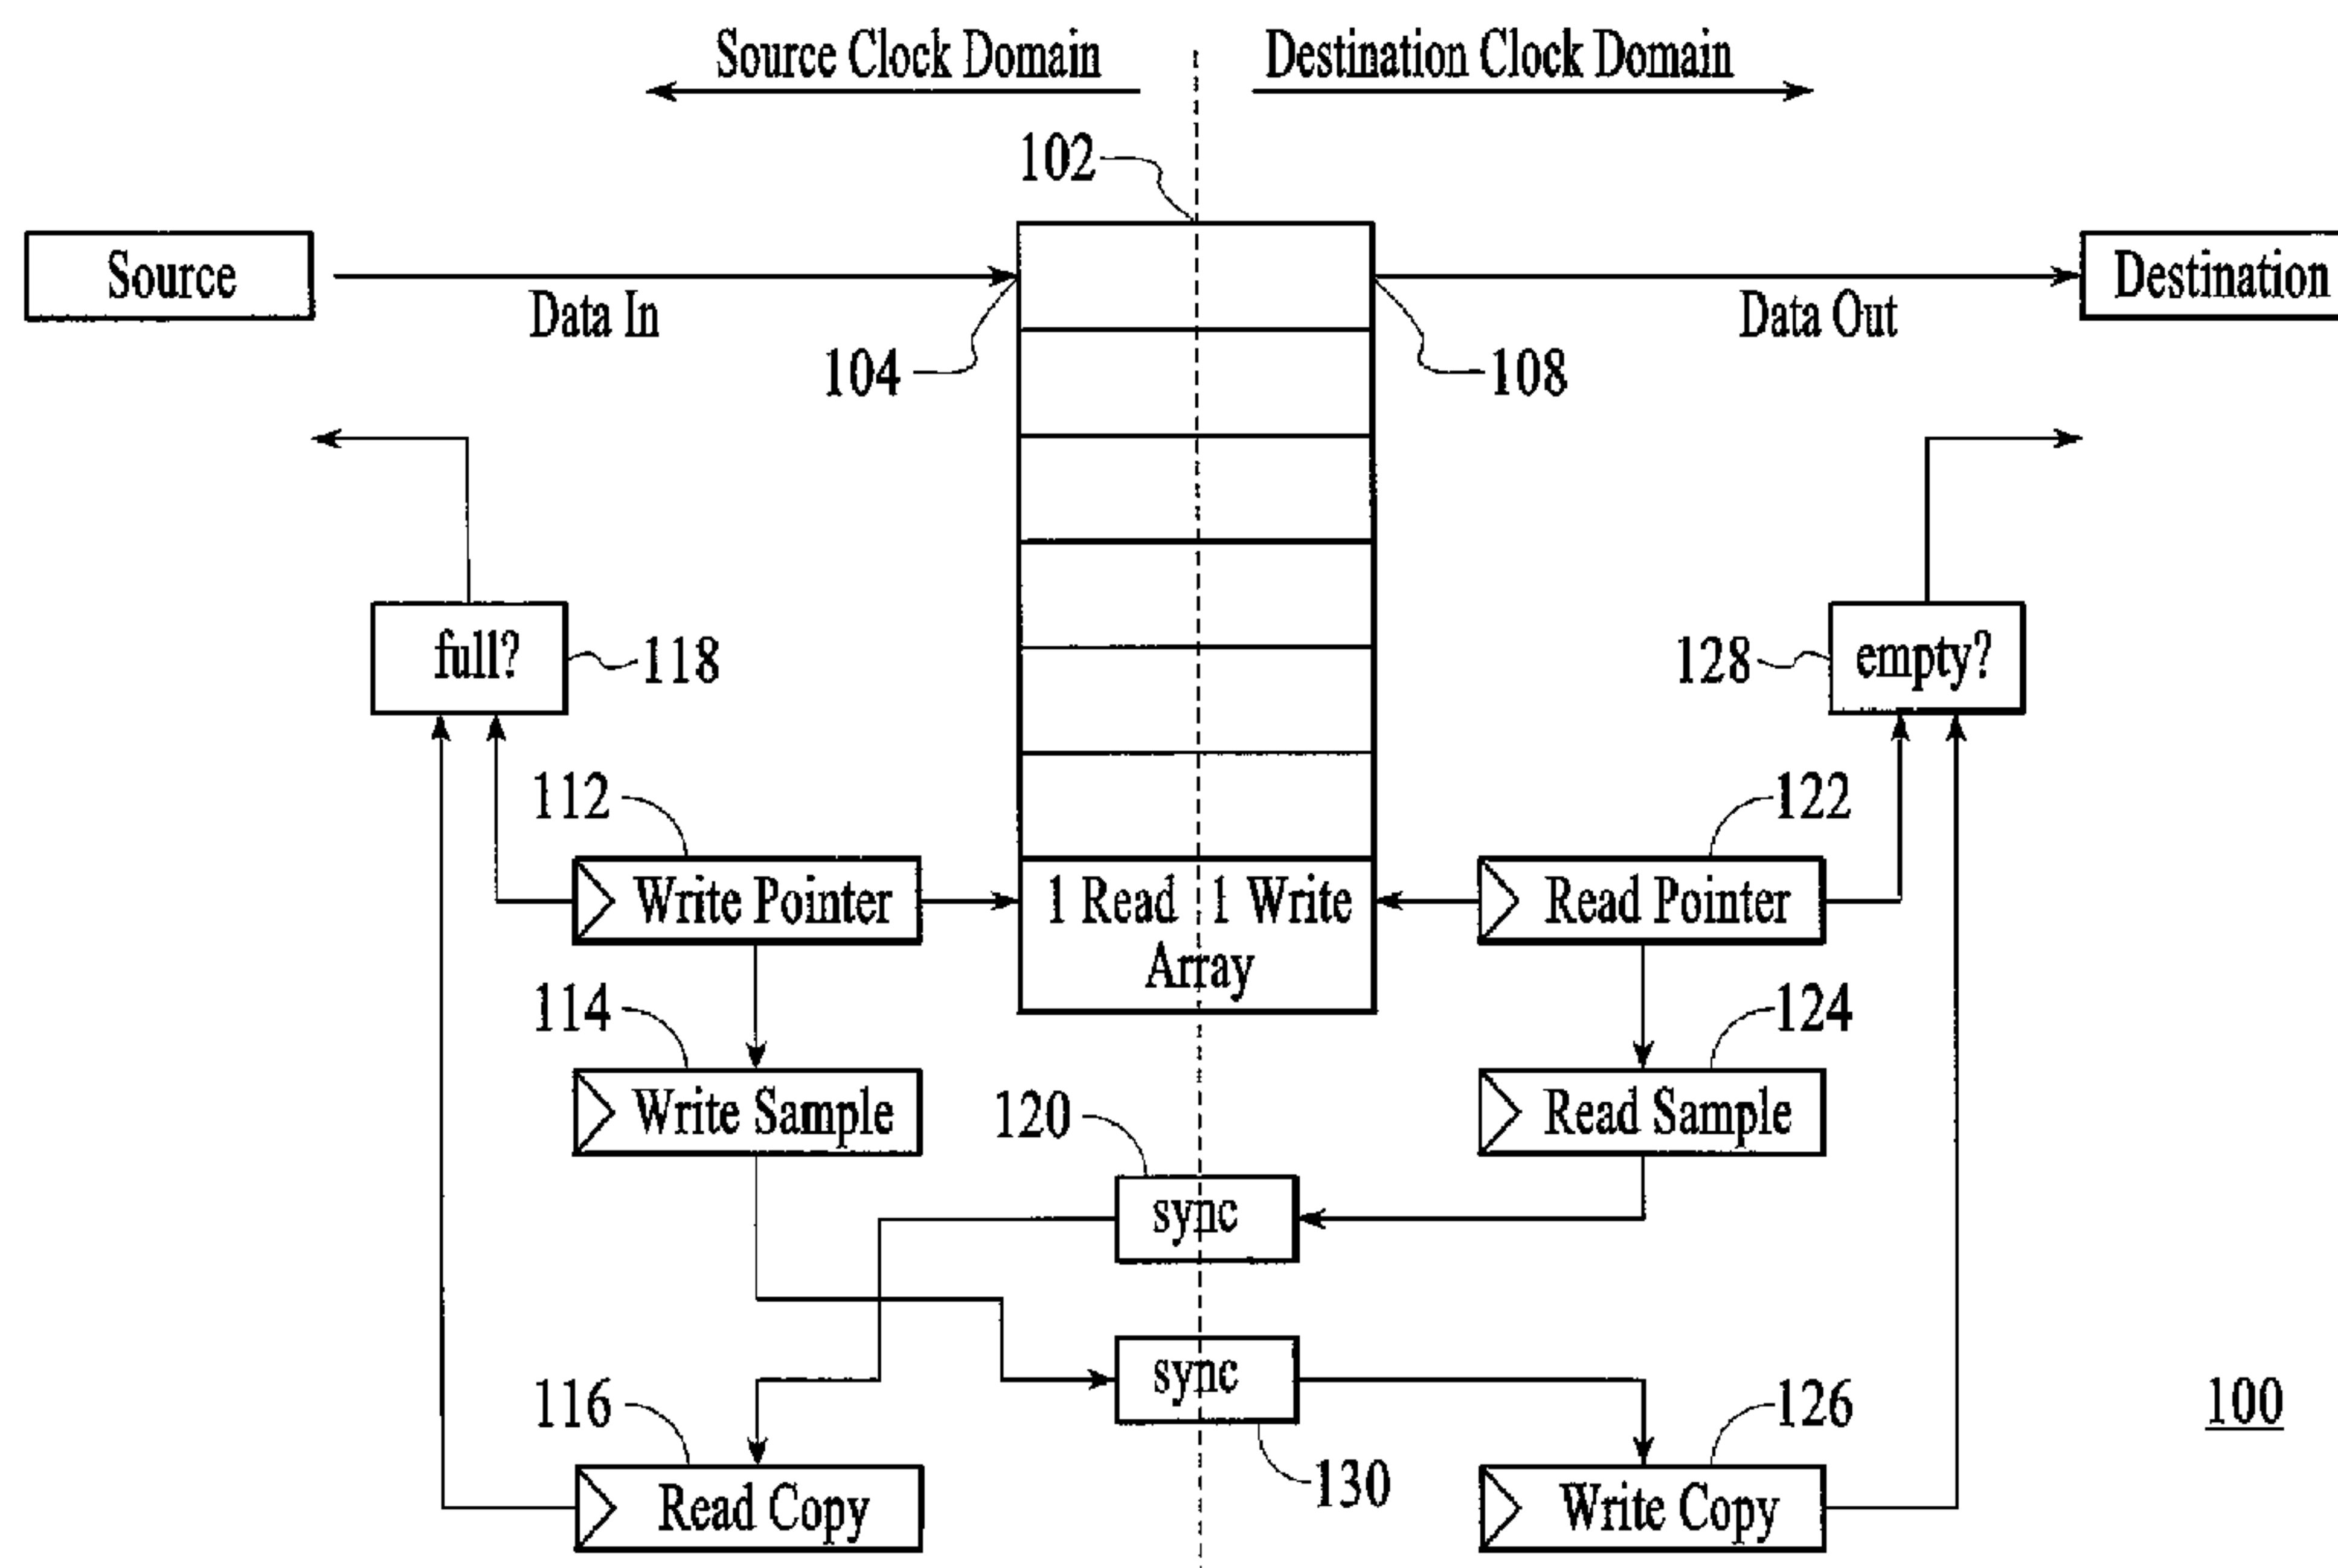 Source Clock Domain
Destination Clock Domain
102
Source
Data In
Destination
Data Out
104
108
full?
118
128
empty?
112
122
Write Pointer
1 Read 1 Write
Array
Read Pointer
114
124
Write Sample
120
Read Sample
sync
sync
116
126
100
130
Read Copy
Write Copy